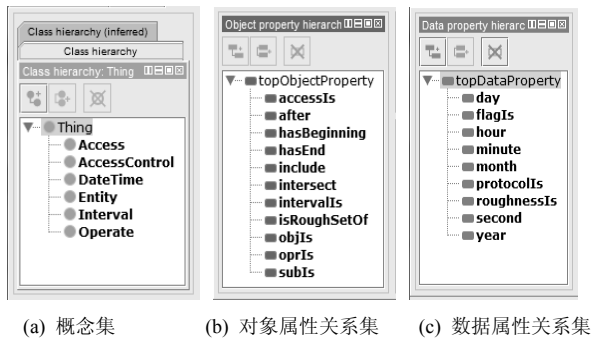 Class hierarchy (inferred)
Class hierarchy
Class hierarchy: Thing
Thing
Access
AccessControl
DateTime
Entity
Interval
Operate
Object property hierarch
topObjectProperty
accessIs
after
hasBeginning
hasEnd
include
intersect
intervalIs
isRoughSetOf
objIs
oprIs
subIs
Data property hierarc
topDataProperty
day
flagIs
hour
minute
month
protocolIs
roughnessIs
second
year
(a) 概念集
(b) 对象属性关系集
(c) 数据属性关系集